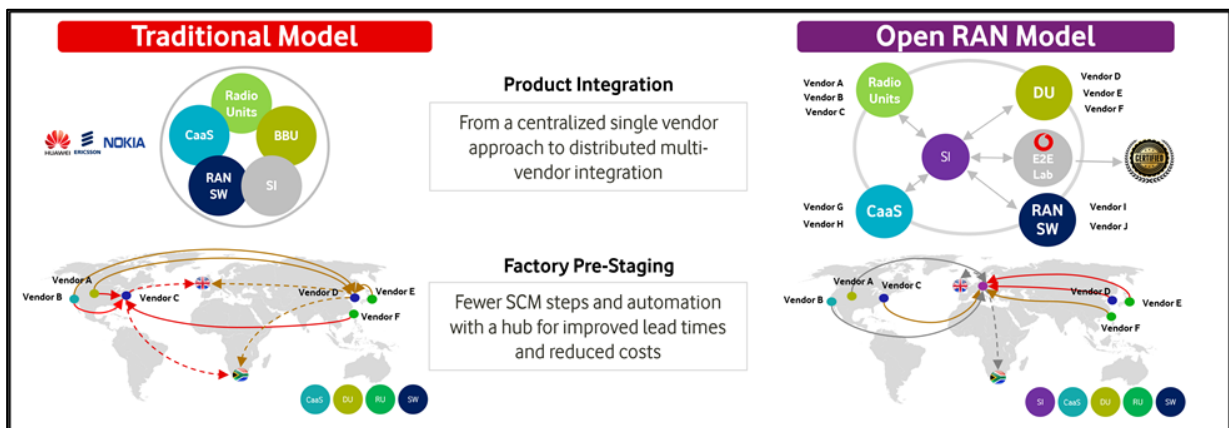 Traditional Model
Open RAN Model
Radio
Units
CaaS
BBU
RAN
SW
SI
HUAWEI
ERICSSON
NOKIA
Product Integration
From a centralized single vendor
approach to distributed multi-
vendor integration
Vendor A
Vendor B
Vendor C
Radio
Units
DU
Vendor D
Vendor E
Vendor F
SI
E2E
Lab
CERTIFIED
Vendor G
Vendor H
CaaS
RAN
SW
Vendor I
Vendor J
Factory Pre-Staging
Fewer SCM steps and automation
with a hub for improved lead times
and reduced costs
Vendor A
Vendor B
Vendor C
Vendor D
Vendor E
Vendor F
CaaS
DU
RU
SW
Vendor A
Vendor B
Vendor C
Vendor D
Vendor E
Vendor F
SI
CaaS
DU
RU
SW